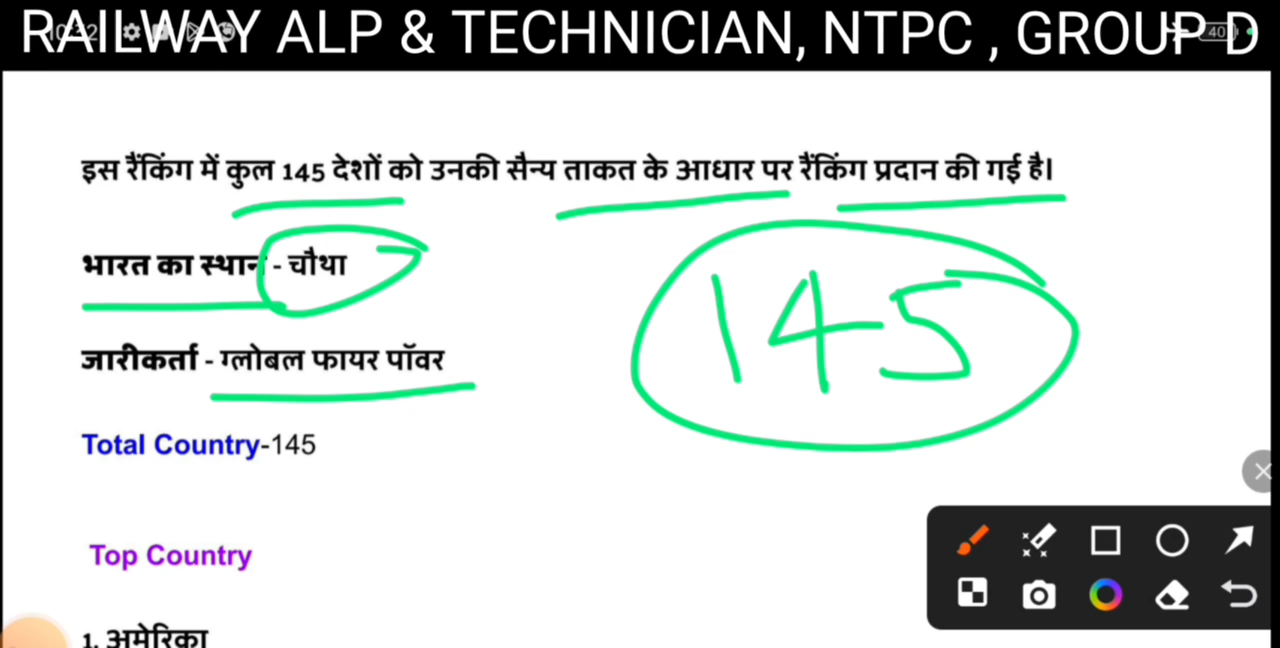 RAILWAY ALP & TECHNICIAN, NTPC , GROUP D
40
इस रैंकिंग में कुल 145 देशों को उनकी सैन्य ताकत के आधार पर रैंकिंग प्रदान की गई है।
भारत का स्थान - चौथा
145
जारीकर्ता - ग्लोबल फायर पॉवर
Total Country-145
Top Country
1. अमेरिका